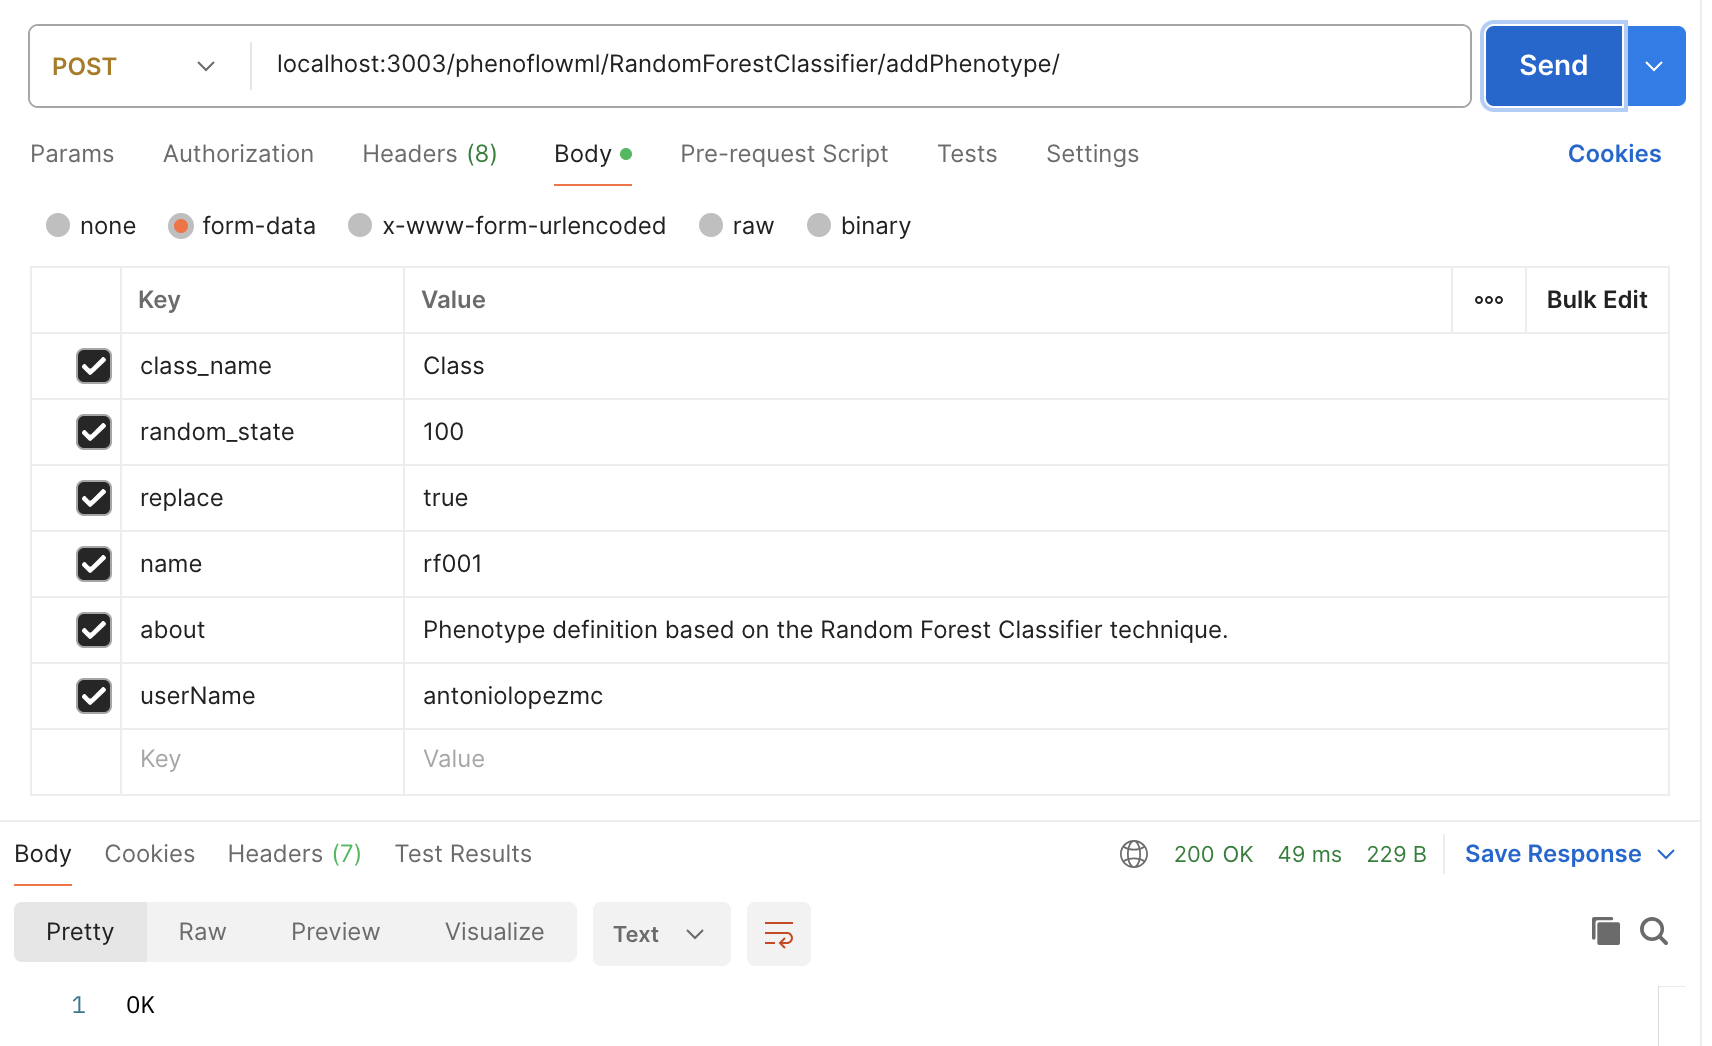 POST localhost:3003/phenoflowml/RandomForestClassifier/addPhenotype/ Send
Params Authorization Headers (8) Body Pre-request Script Tests Settings Cookies
none form-data x-www-form-urlencoded raw binary
Key Value Bulk Edit
class_name Class
random_state 100
replace true
name rf001
about Phenotype definition based on the Random Forest Classifier technique.
userName antoniolopezmc
Key Value
Body Cookies Headers (7) Test Results 200 OK 49 ms 229 B Save Response
Pretty Raw Preview Visualize Text
1 OK